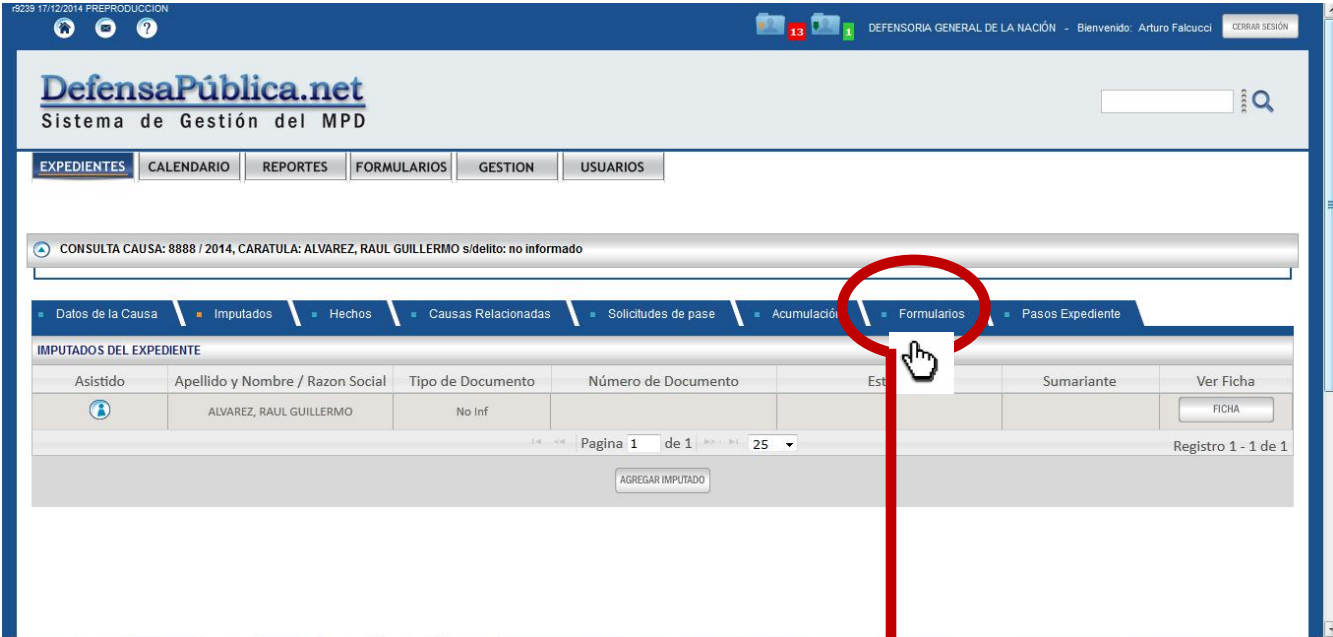 r9239 17/12/2014 PREPRODUCCION
?
13 1 DEFENSORIA GENERAL DE LA NACIÓN - Bienvenido: Arturo Falcucci CERRAR SESIÓN
DefensaPública.net
Sistema de Gestión del MPD
EXPEDIENTES CALENDARIO REPORTES FORMULARIOS GESTION USUARIOS
CONSULTA CAUSA: 8888 / 2014, CARATULA: ALVAREZ, RAUL GUILLERMO s/delito: no informado
Datos de la Causa Imputados Hechos Causas Relacionadas Solicitudes de pase Acumulación Formularios Pasos Expediente
IMPUTADOS DEL EXPEDIENTE
Asistido Apellido y Nombre / Razon Social Tipo de Documento Número de Documento Sumariante Ver Ficha
ALVAREZ, RAUL GUILLERMO No Inf FICHA
Pagina 1 de 1 25 Registro 1 - 1 de 1
AGREGAR IMPUTADO